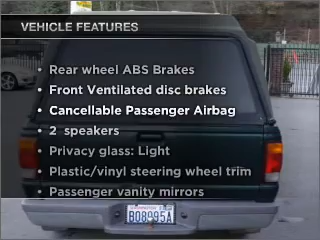 VEHICLE FEATURES
• Rear wheel ABS Brakes
• Front Ventilated disc brakes
• Cancellable Passenger Airbag
• 2 speakers
• Privacy glass: Light
• Plastic/vinyl steering wheel trim
• Passenger vanity mirrors
WASHINGTON
B08995A